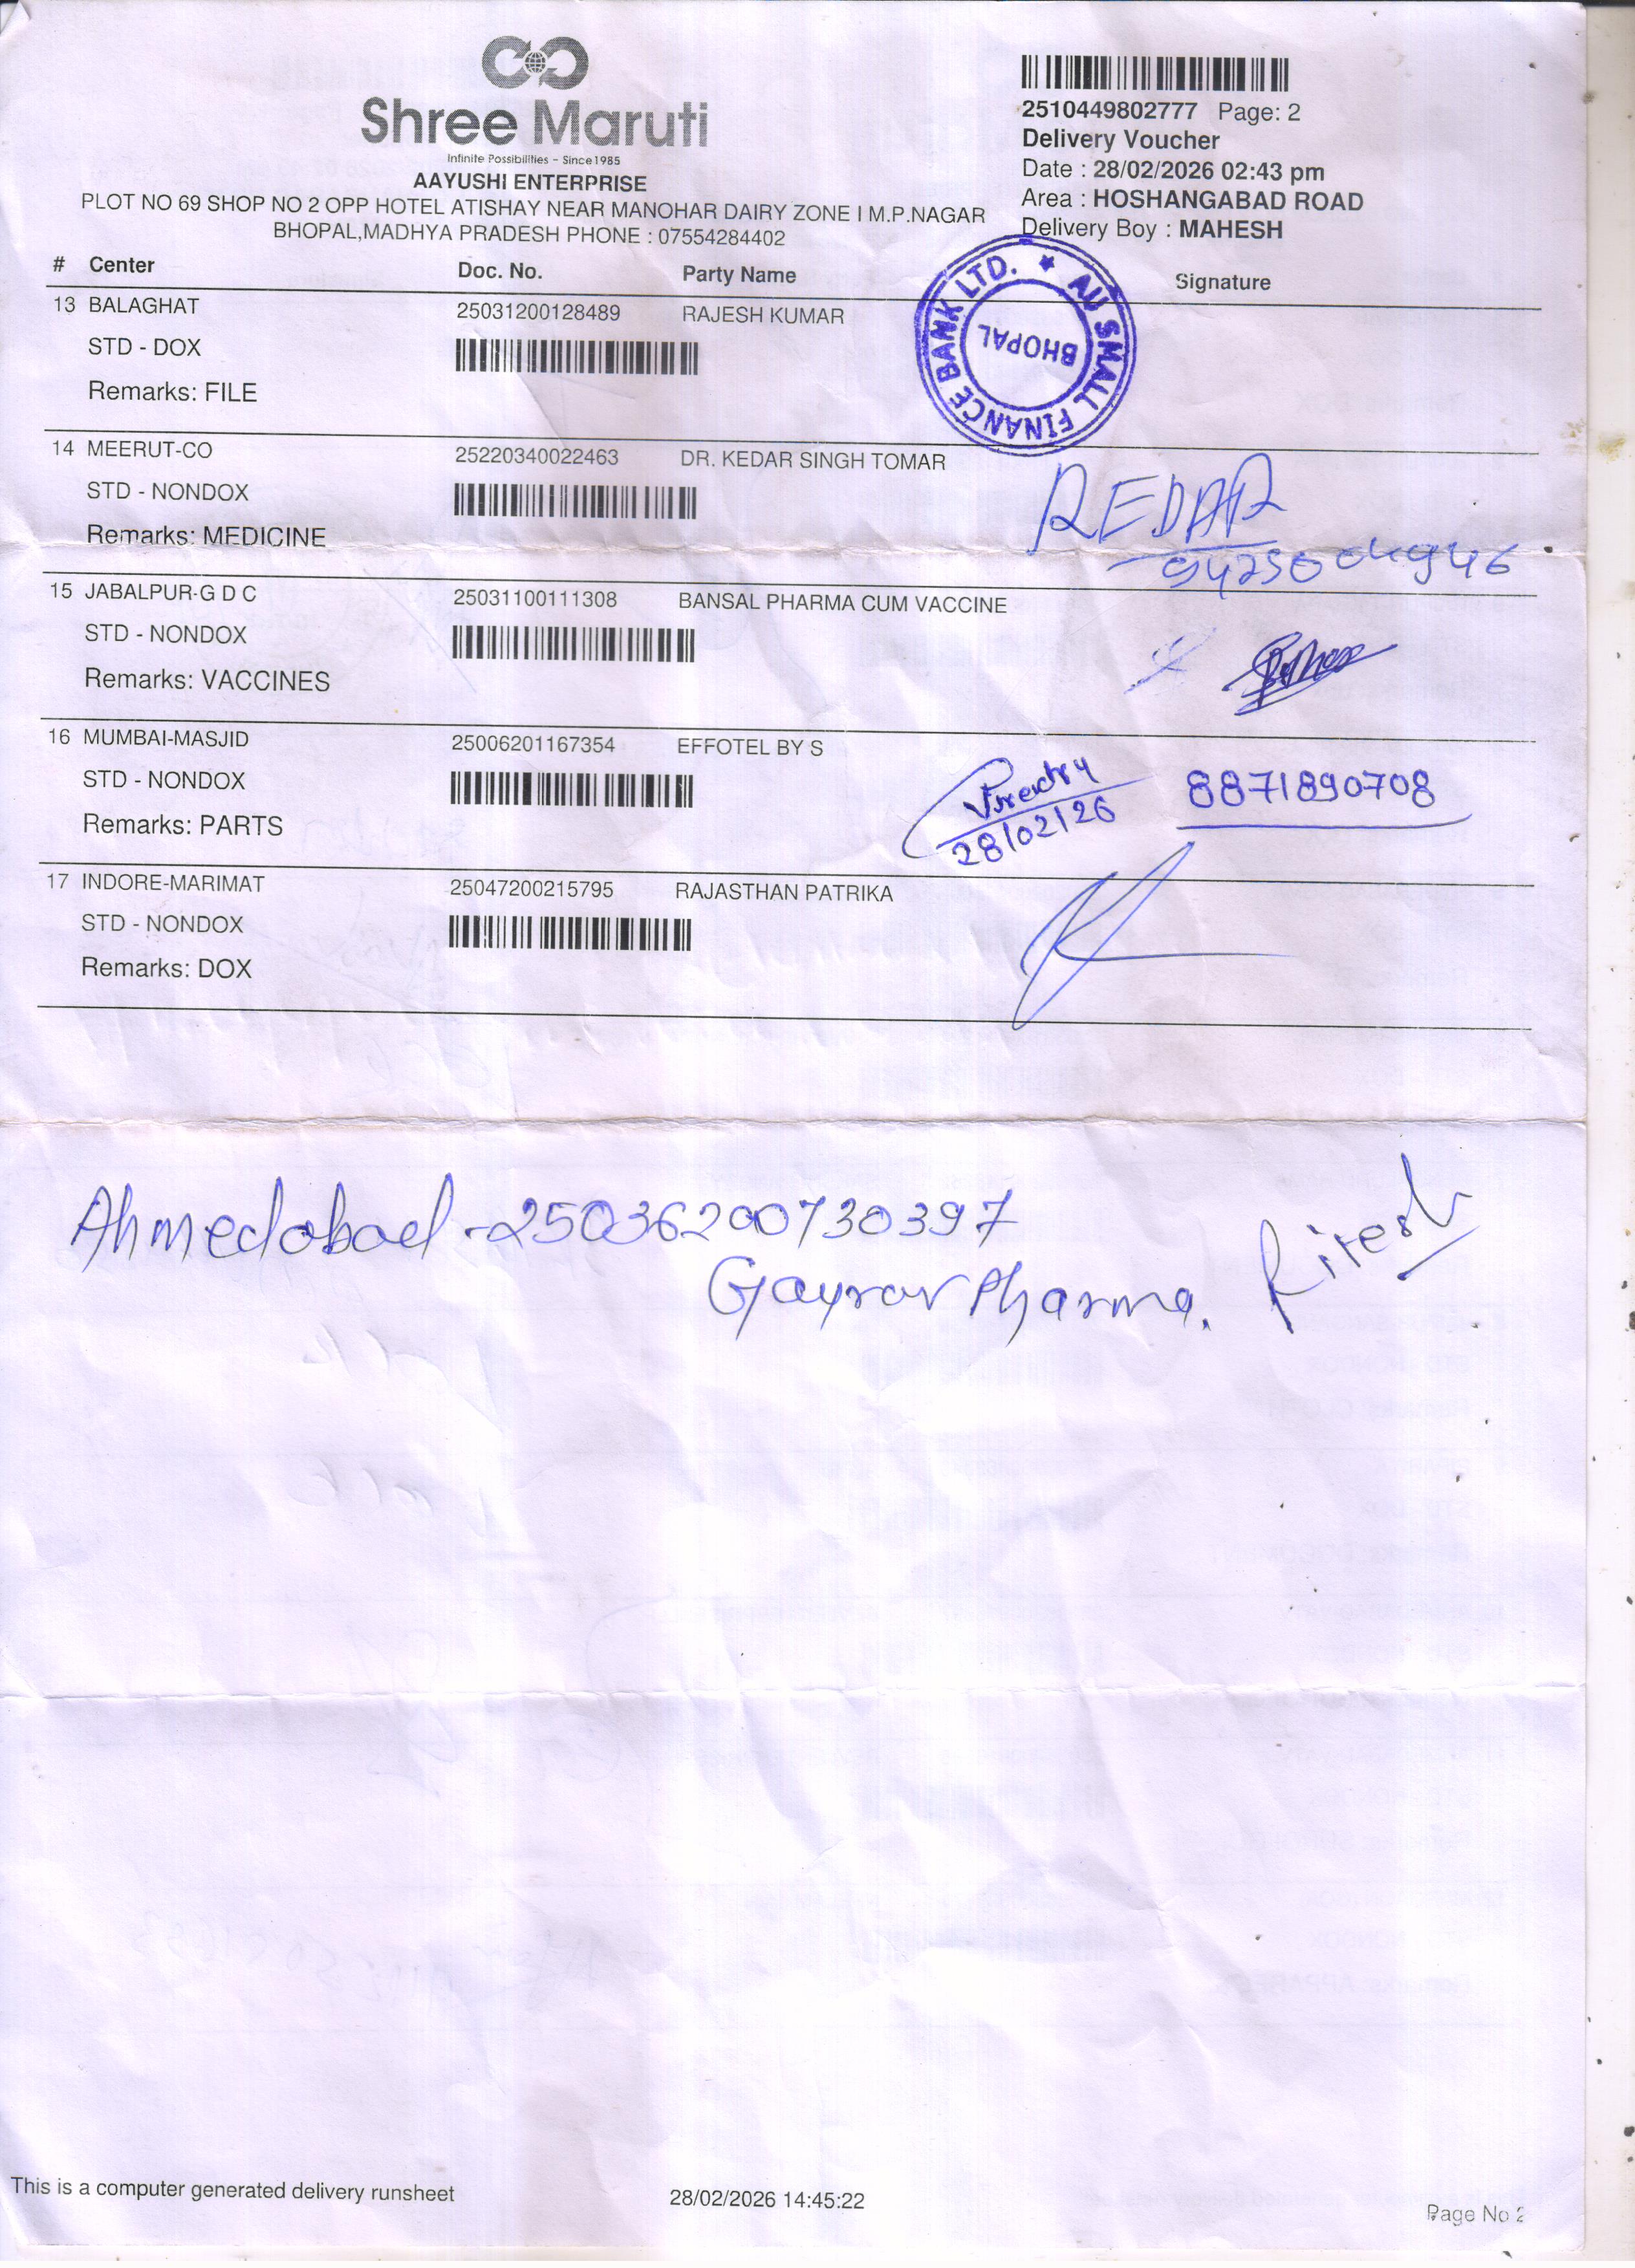 Shree Maruti
Infinite Possibilities - Since1985
AAYUSHI ENTERPRISE
PLOT NO 69 SHOP NO 2 OPP HOTEL ATISHAY NEAR MANOHAR DAIRY ZONE I M.P.NAGAR
BHOPAL,MADHYA PRADESH PHONE : 07554284402
2510449802777 Page: 2
Delivery Voucher
Date : 28/02/2026 02:43 pm
Area : HOSHANGABAD ROAD
Delivery Boy : MAHESH
# Center Doc. No. Party Name Signature
13 BALAGHAT 25031200128489 RAJESH KUMAR
STD - DOX
Remarks: FILE
AU SMALL FINANCE BANK LTD. ★
BHOPAL
14 MEERUT-CO 25220340022463 DR. KEDAR SINGH TOMAR
STD - NONDOX
Remarks: MEDICINE
15 JABALPUR-G D C 25031100111308 BANSAL PHARMA CUM VACCINE
STD - NONDOX
Remarks: VACCINES
16 MUMBAI-MASJID 25006201167354 EFFOTEL BY S
STD - NONDOX
Remarks: PARTS
28/02/26 8871890708
17 INDORE-MARIMAT 25047200215795 RAJASTHAN PATRIKA
STD - NONDOX
Remarks: DOX
Ahmedabad - 25036200730397
Gayrav Pharma. Ritesh
This is a computer generated delivery runsheet 28/02/2026 14:45:22 Page No 2